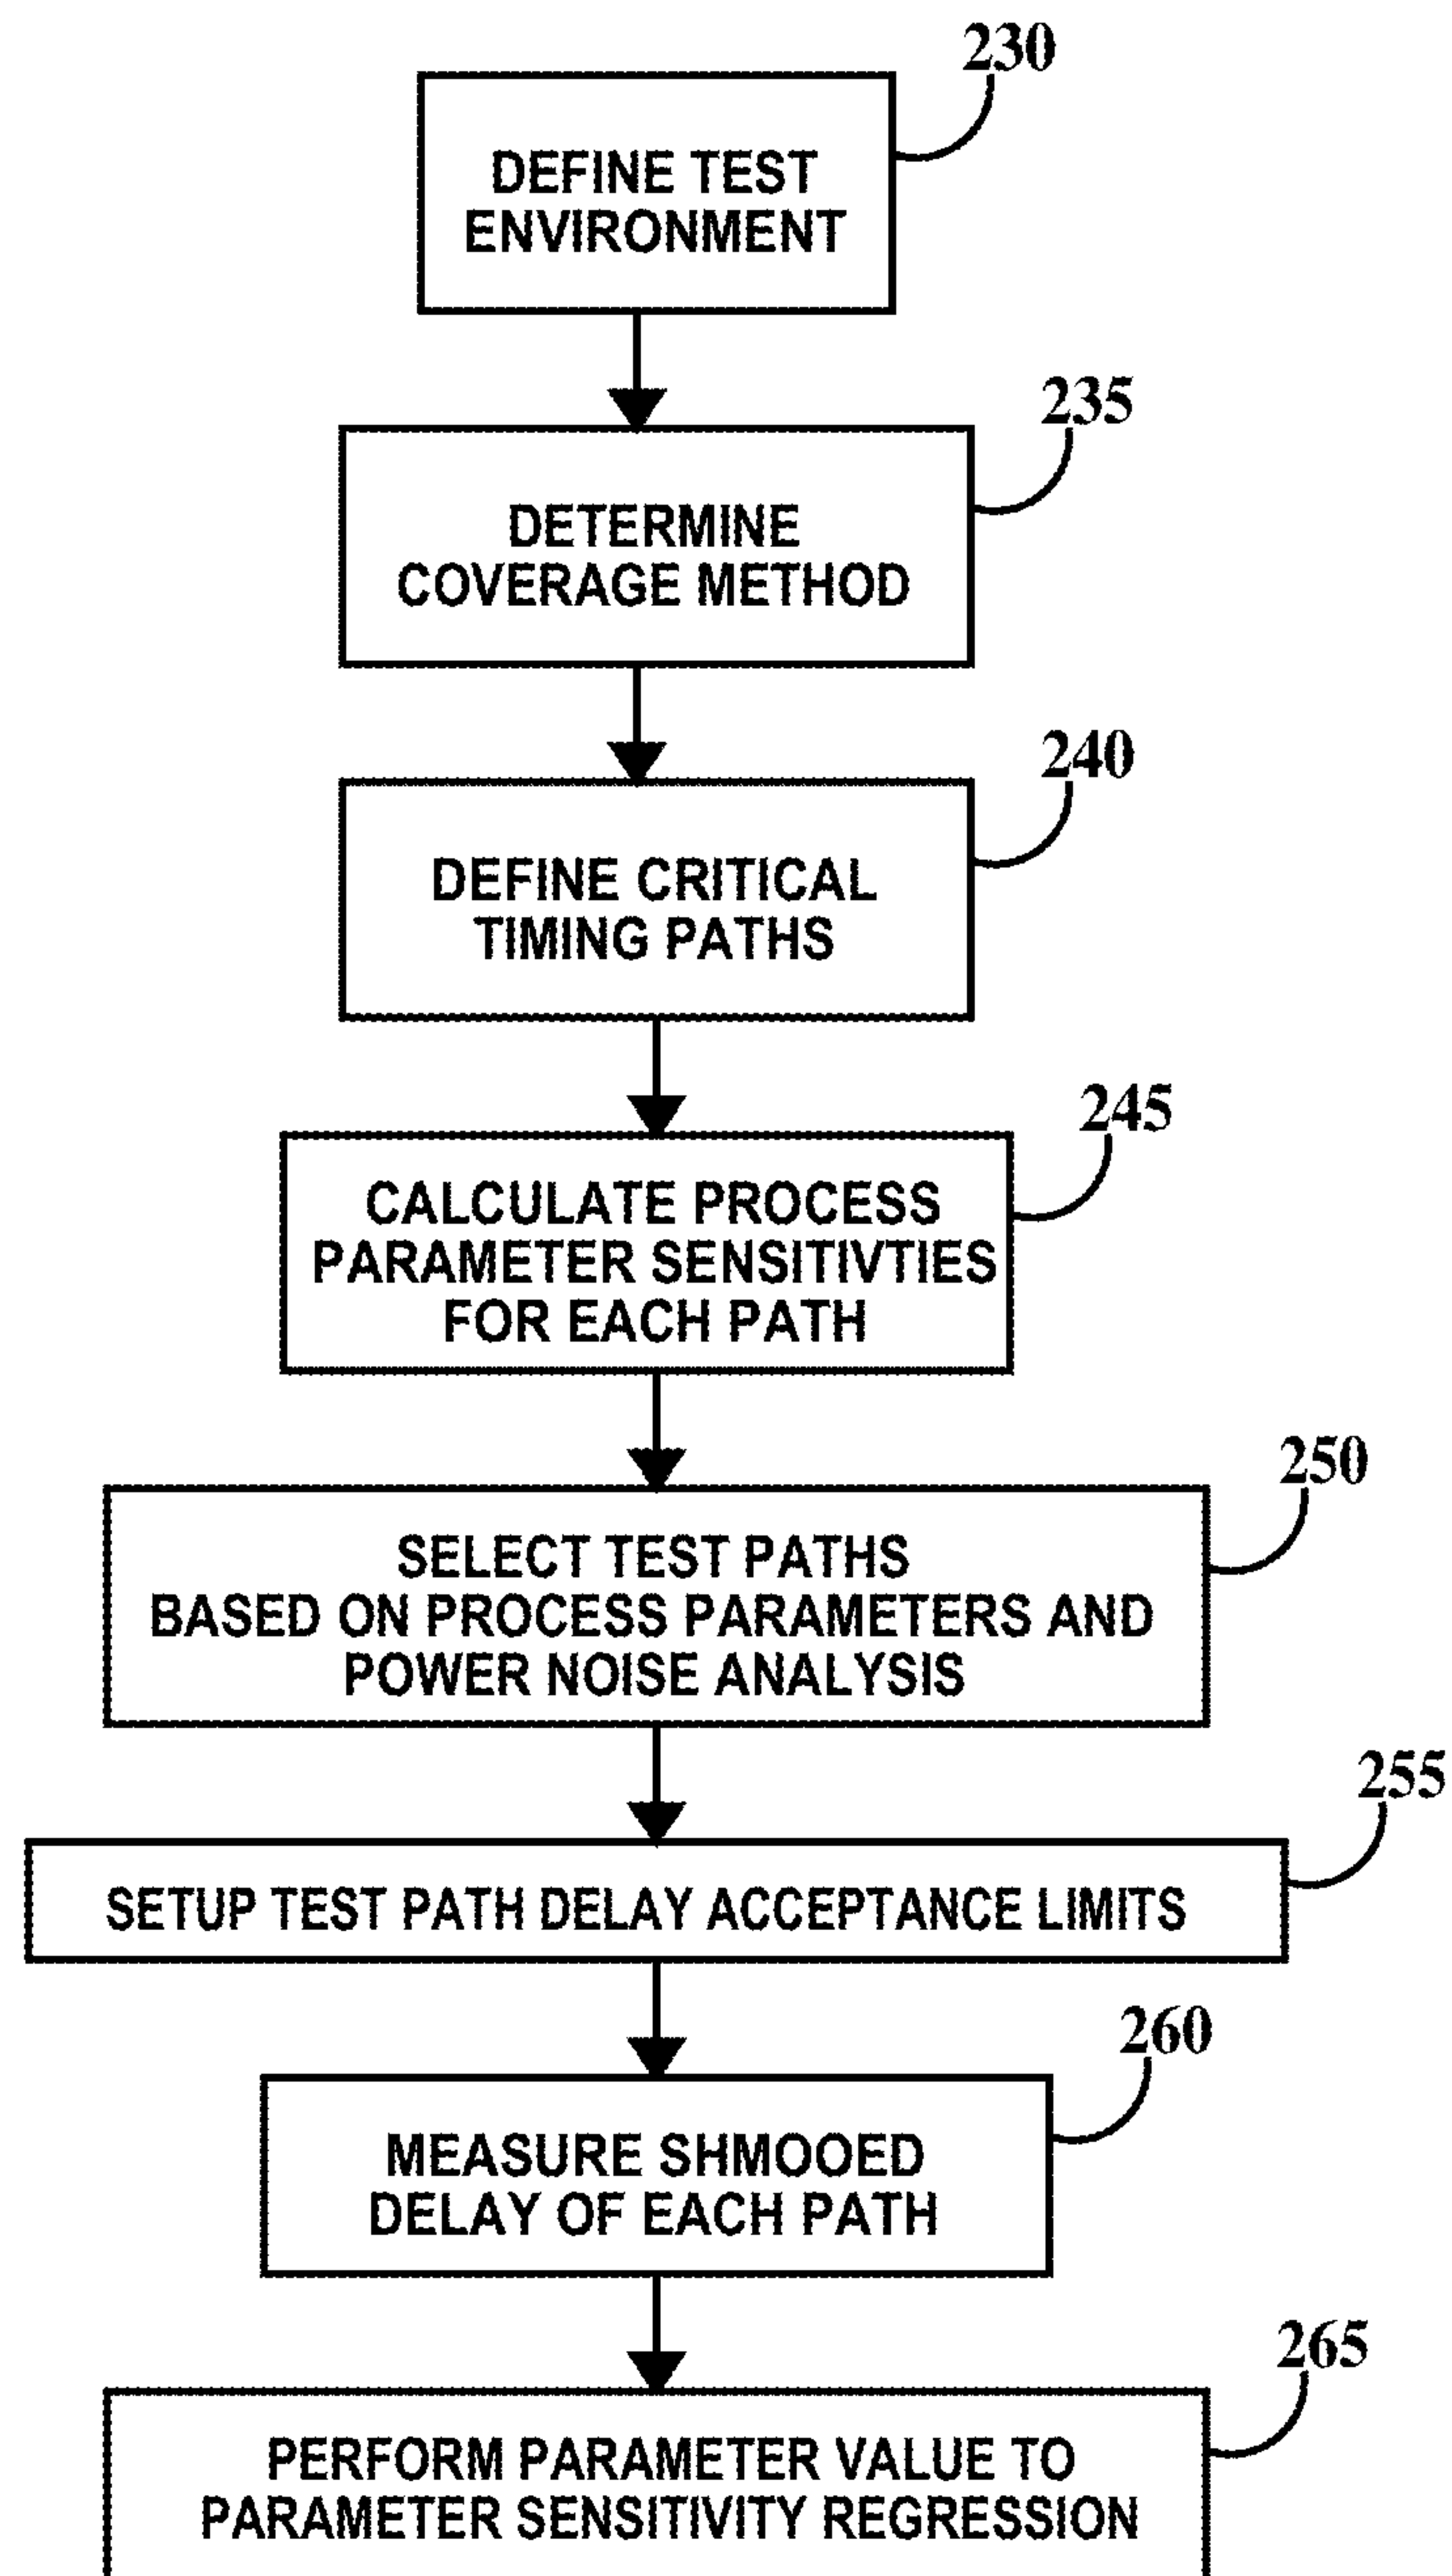 230
DEFINE TEST
ENVIRONMENT
235
DETERMINE
COVERAGE METHOD
240
DEFINE CRITICAL
TIMING PATHS
245
CALCULATE PROCESS
PARAMETER SENSITIVTIES
FOR EACH PATH
250
SELECT TEST PATHS
BASED ON PROCESS PARAMETERS AND
POWER NOISE ANALYSIS
255
SETUP TEST PATH DELAY ACCEPTANCE LIMITS
260
MEASURE SHMOOED
DELAY OF EACH PATH
265
PERFORM PARAMETER VALUE TO
PARAMETER SENSITIVITY REGRESSION